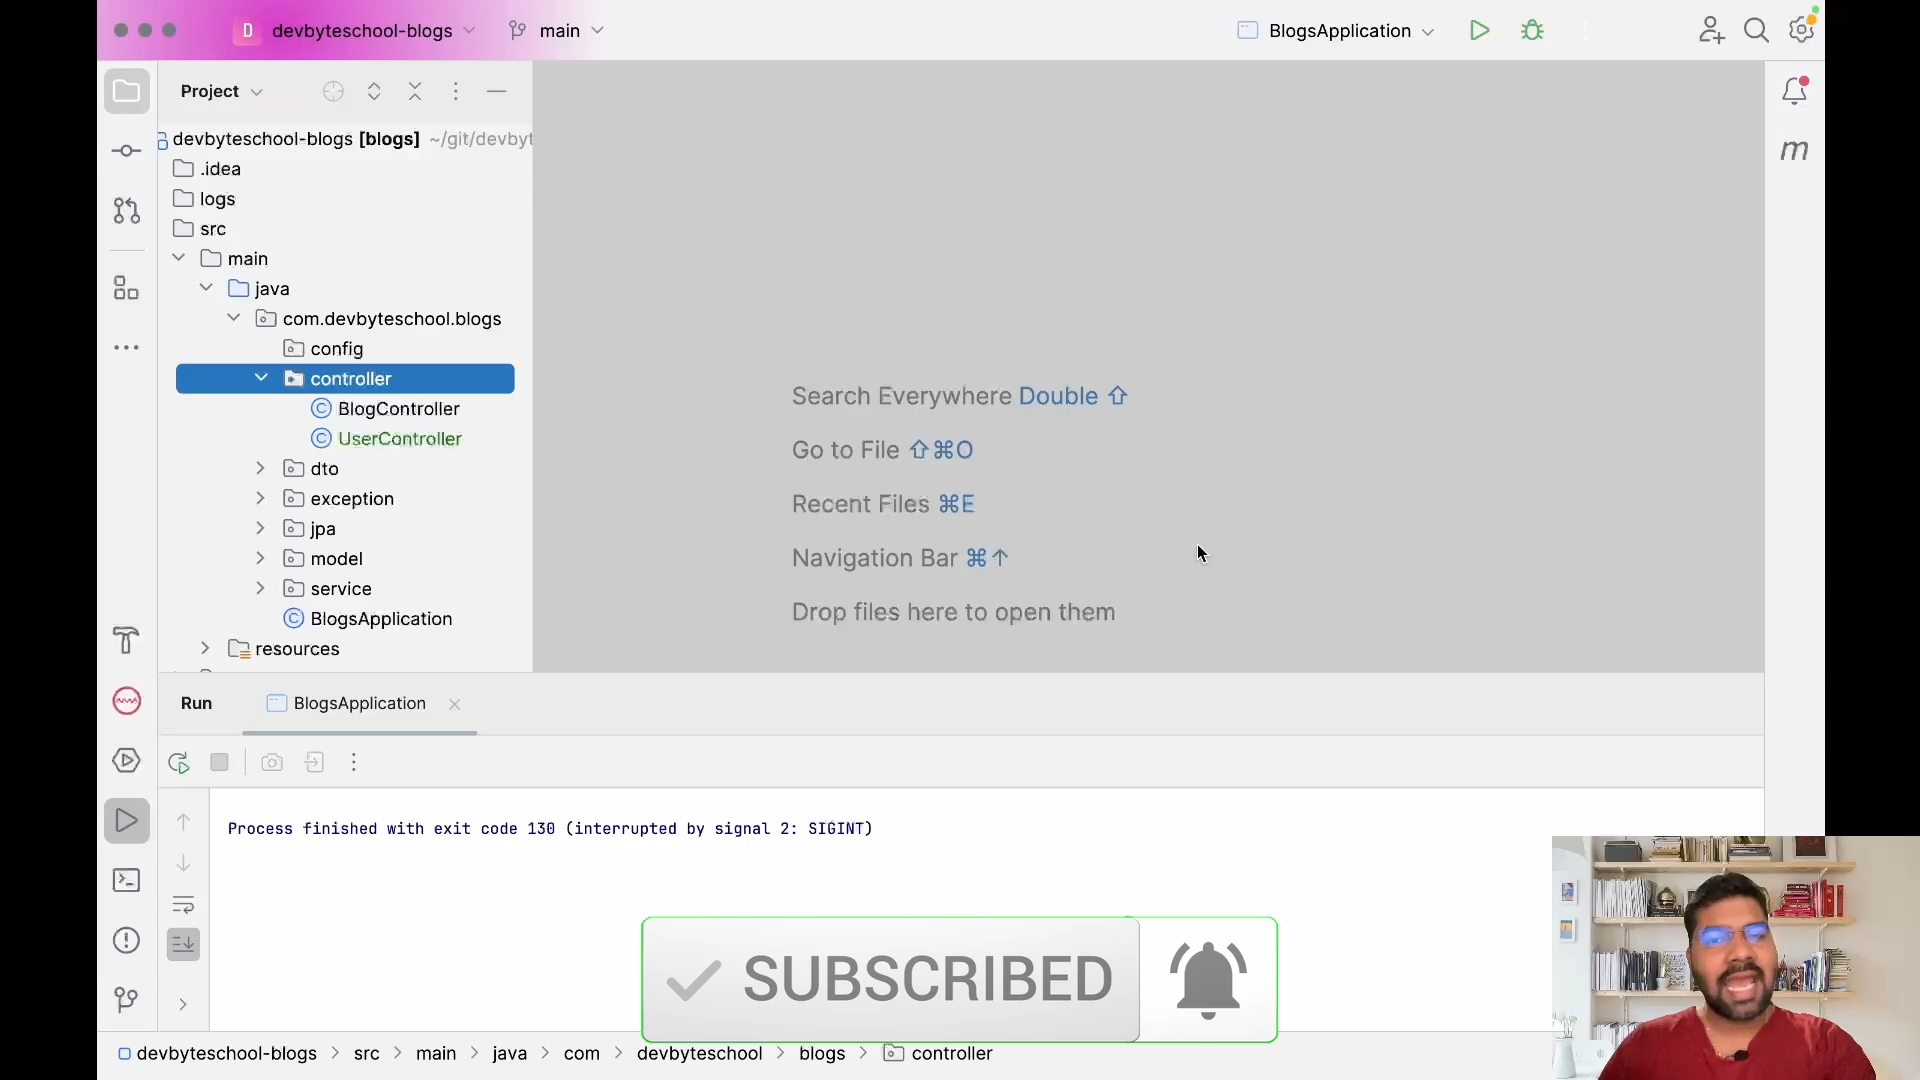 D devbyteschool-blogs main BlogsApplication
Project
devbyteschool-blogs [blogs] ~/git/devbyt
.idea
logs
src
main
java
com.devbyteschool.blogs
config
controller
BlogController
UserController
dto
exception
jpa
model
service
BlogsApplication
resources
Search Everywhere Double ⇧
Go to File ⇧⌘O
Recent Files ⌘E
Navigation Bar ⌘↑
Drop files here to open them
m
Run BlogsApplication
Process finished with exit code 130 (interrupted by signal 2: SIGINT)
SUBSCRIBED
devbyteschool-blogs > src > main > java > com > devbyteschool > blogs > controller